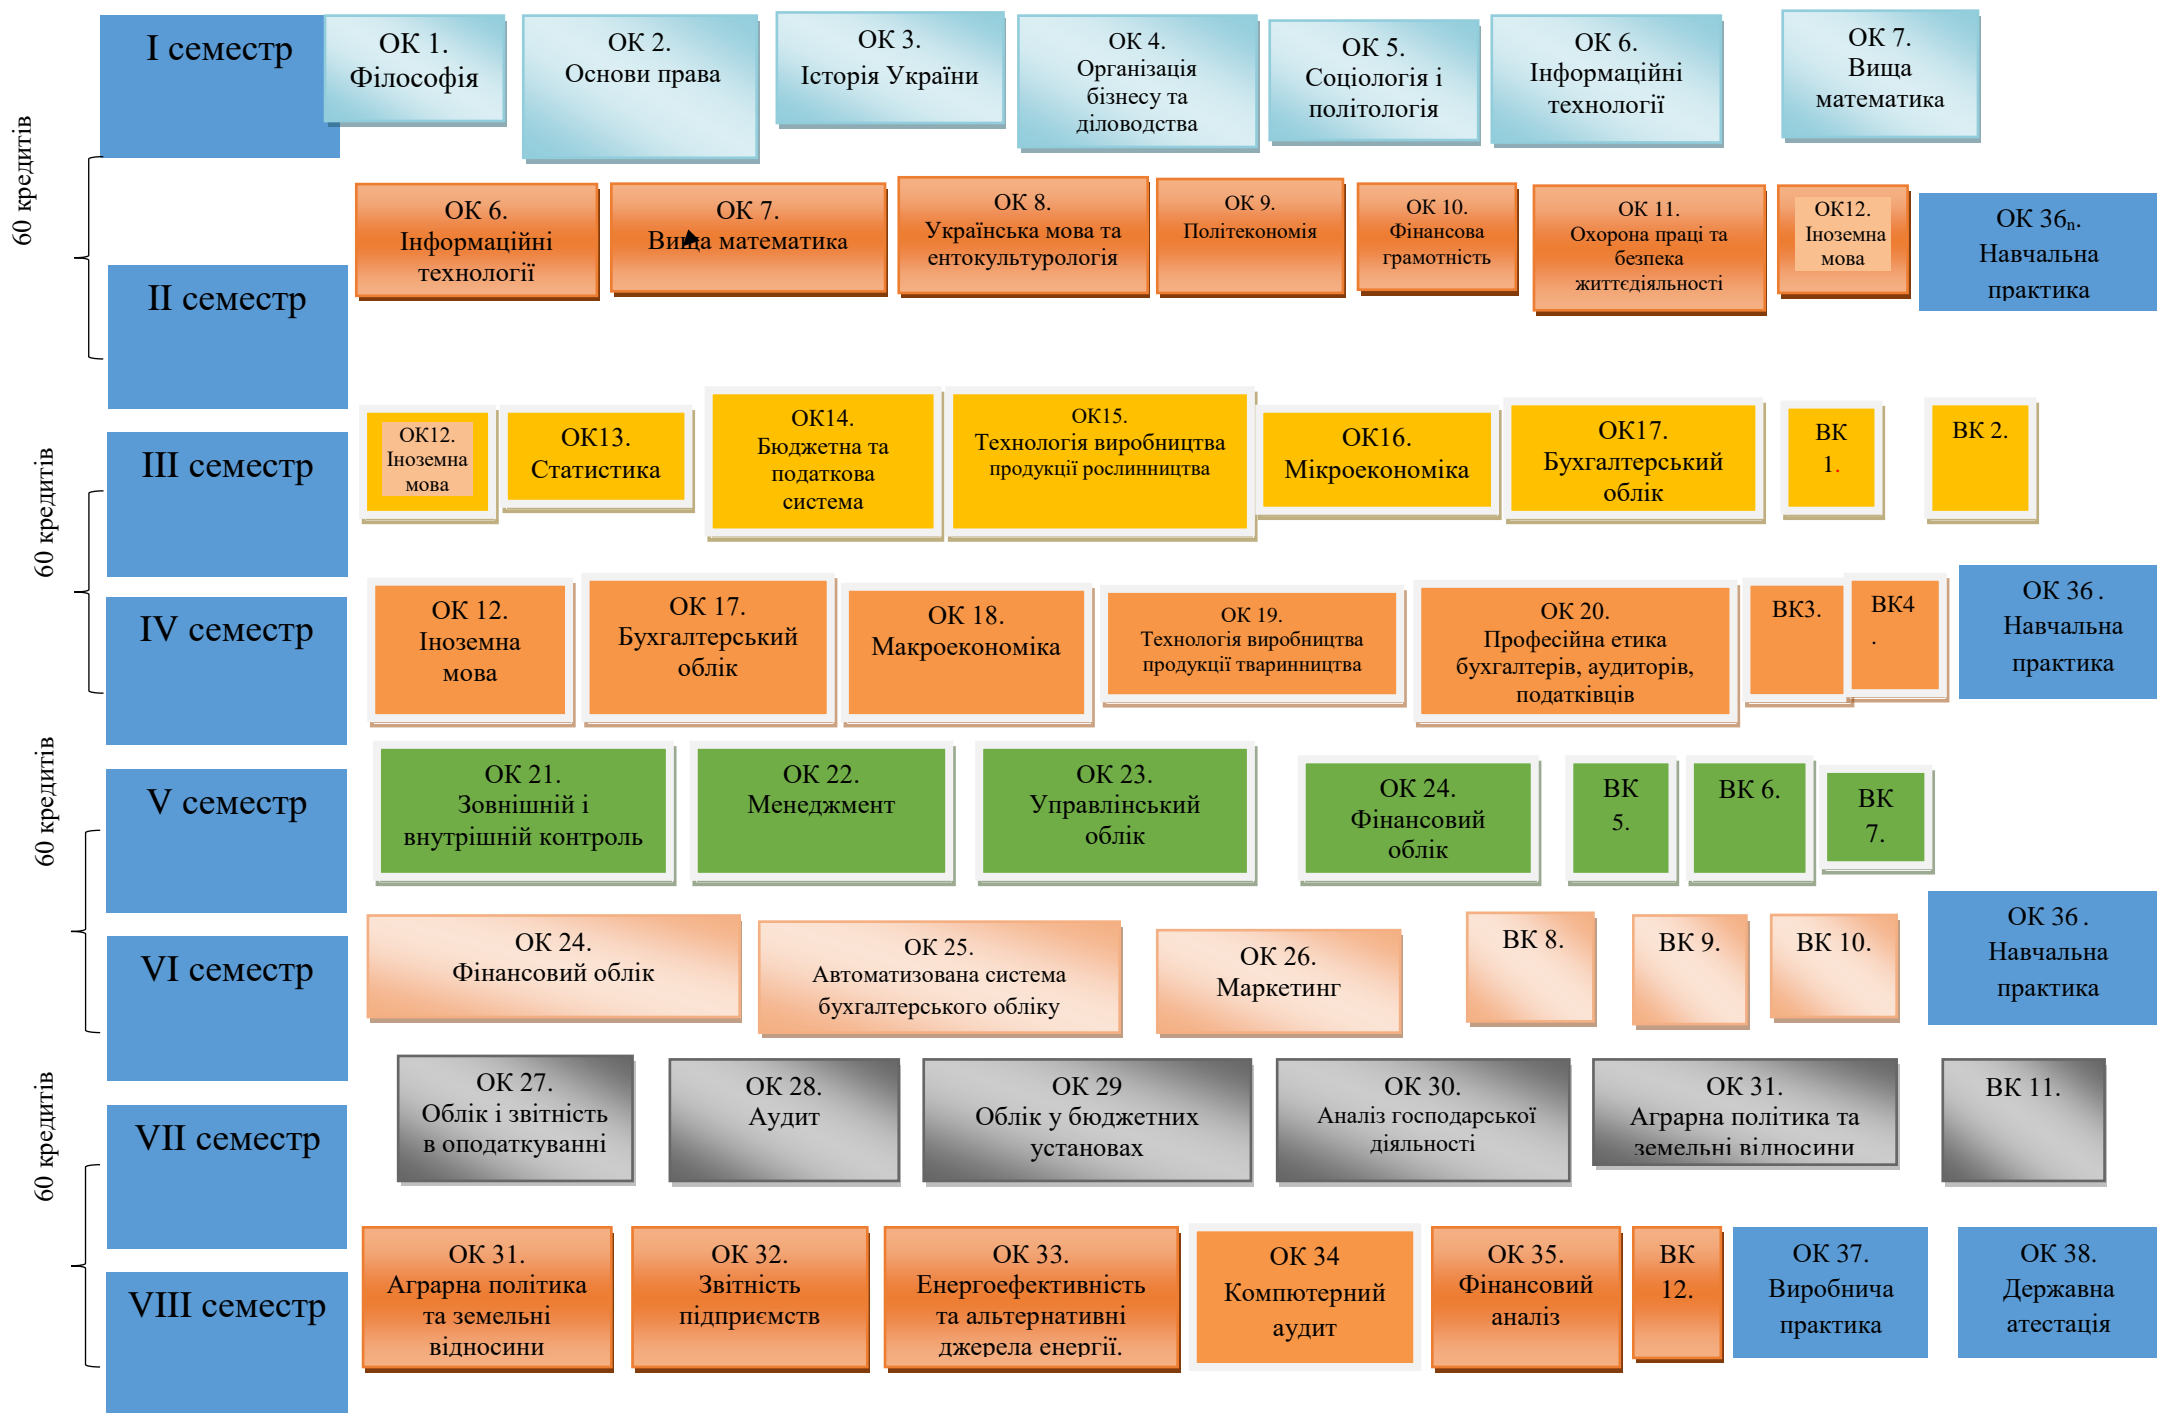 60 кредитів
I семестр
ОК 1.
Філософія
ОК 2.
Основи права
ОК 3.
Історія України
ОК 4.
Організація
бізнесу та
діловодства
ОК 5.
Соціологія і
політологія
ОК 6.
Інформаційні
технології
ОК 7.
Вища
математика
II семестр
ОК 6.
Інформаційні
технології
ОК 7.
Вища математика
ОК 8.
Українська мова та
ентокультурологія
ОК 9.
Політекономія
ОК 10.
Фінансова
грамотність
ОК 11.
Охорона праці та
безпека
життєдіяльності
ОК12.
Іноземна
мова
ОК 36п.
Навчальна
практика
60 кредитів
III семестр
ОК12.
Іноземна
мова
ОК13.
Статистика
ОК14.
Бюджетна та
податкова
система
ОК15.
Технологія виробництва
продукції рослинництва
ОК16.
Мікроекономіка
ОК17.
Бухгалтерський
облік
ВК
1.
ВК 2.
IV семестр
ОК 12.
Іноземна
мова
ОК 17.
Бухгалтерський
облік
ОК 18.
Макроекономіка
ОК 19.
Технологія виробництва
продукції тваринництва
ОК 20.
Професійна етика
бухгалтерів, аудиторів,
податківців
ВК3.
ВК4
.
ОК 36 .
Навчальна
практика
60 кредитів
V семестр
ОК 21.
Зовнішній і
внутрішній контроль
ОК 22.
Менеджмент
ОК 23.
Управлінський
облік
ОК 24.
Фінансовий
облік
ВК
5.
ВК 6.
ВК
7.
VI семестр
ОК 24.
Фінансовий облік
ОК 25.
Автоматизована система
бухгалтерського обліку
ОК 26.
Маркетинг
ВК 8.
ВК 9.
ВК 10.
ОК 36 .
Навчальна
практика
60 кредитів
VII семестр
ОК 27.
Облік і звітність
в оподаткуванні
ОК 28.
Аудит
ОК 29
Облік у бюджетних
установах
ОК 30.
Аналіз господарської
діяльності
ОК 31.
Аграрна політика та
земельні відносини
ВК 11.
VIII семестр
ОК 31.
Аграрна політика
та земельні
відносини
ОК 32.
Звітність
підприємств
ОК 33.
Енергоефективність
та альтернативні
джерела енергії.
ОК 34
Компютерний
аудит
ОК 35.
Фінансовий
аналіз
ВК
12.
ОК 37.
Виробнича
практика
ОК 38.
Державна
атестація